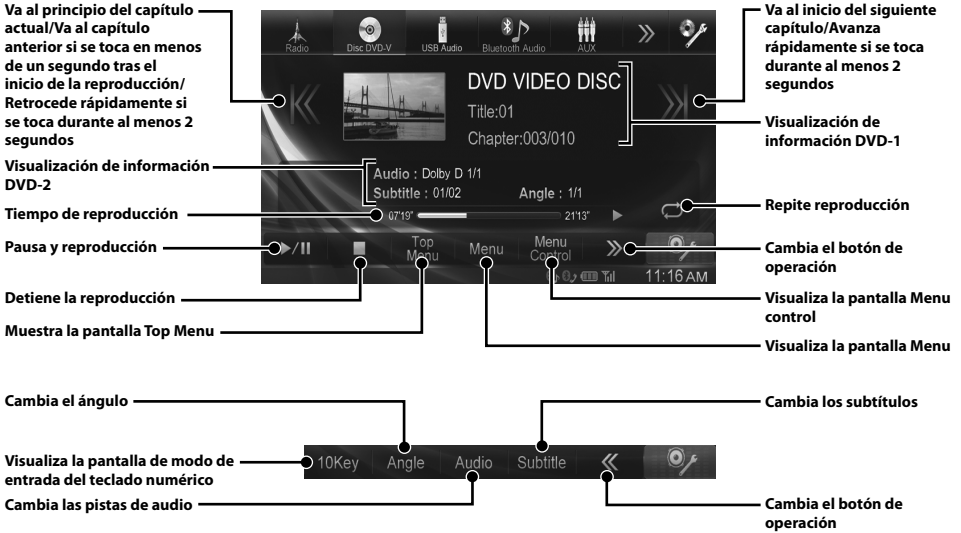 Va al principio del capítulo
actual/Va al capítulo
anterior si se toca en menos
de un segundo tras el
inicio de la reproducción/
Retrocede rápidamente si
se toca durante al menos 2
segundos
Visualización de información
DVD-2
Tiempo de reproducción
Pausa y reproducción
Detiene la reproducción
Muestra la pantalla Top Menu
Radio
Disc DVD-V
USB Audio
Bluetooth Audio
AUX
DVD VIDEO DISC
Title:01
Chapter:003/010
Audio : Dolby D 1/1
Subtitle : 01/02 Angle : 1/1
07'19" 21'13"
Top
Menu
Menu
Menu
Control
11:16 AM
Va al inicio del siguiente
capítulo/Avanza
rápidamente si se toca
durante al menos 2
segundos
Visualización de
información DVD-1
Repite reproducción
Cambia el botón de
operación
Visualiza la pantalla Menu
control
Visualiza la pantalla Menu
Cambia el ángulo
Visualiza la pantalla de modo de
entrada del teclado numérico
Cambia las pistas de audio
10Key Angle Audio Subtitle
Cambia los subtítulos
Cambia el botón de
operación